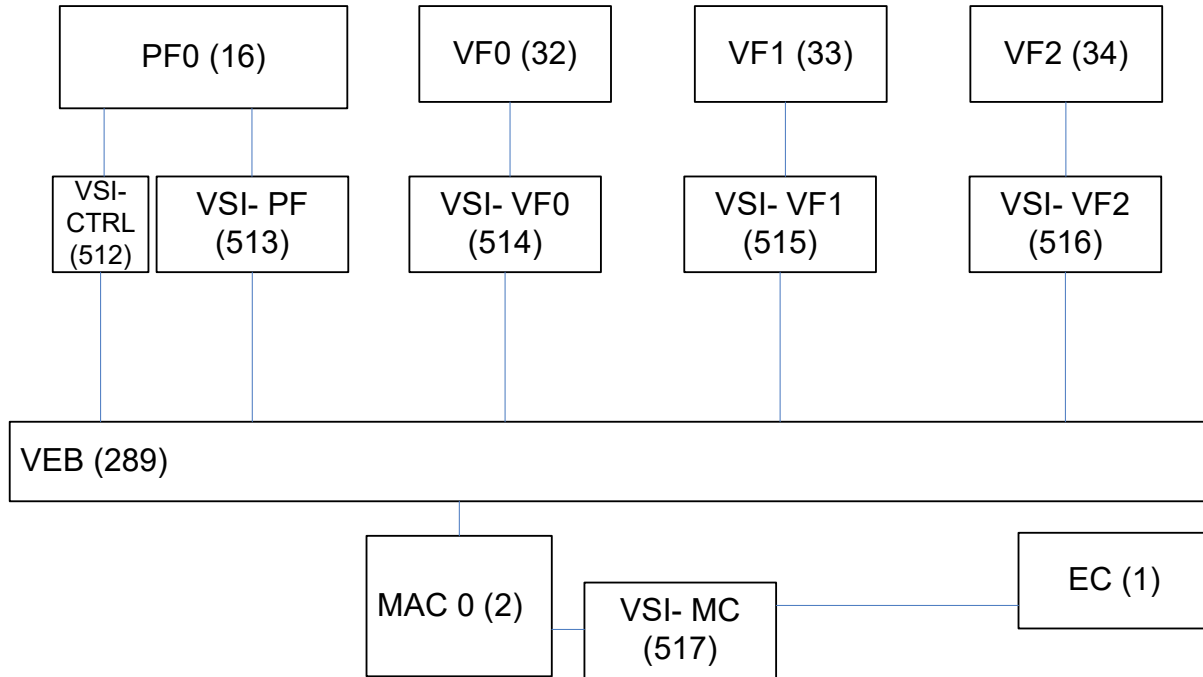 PF0 (16)
VF0 (32)
VF1 (33)
VF2 (34)
VSI-
CTRL
(512)
VSI- PF
(513)
VSI- VF0
(514)
VSI- VF1
(515)
VSI- VF2
(516)
VEB (289)
MAC 0 (2)
VSI- MC
(517)
EC (1)